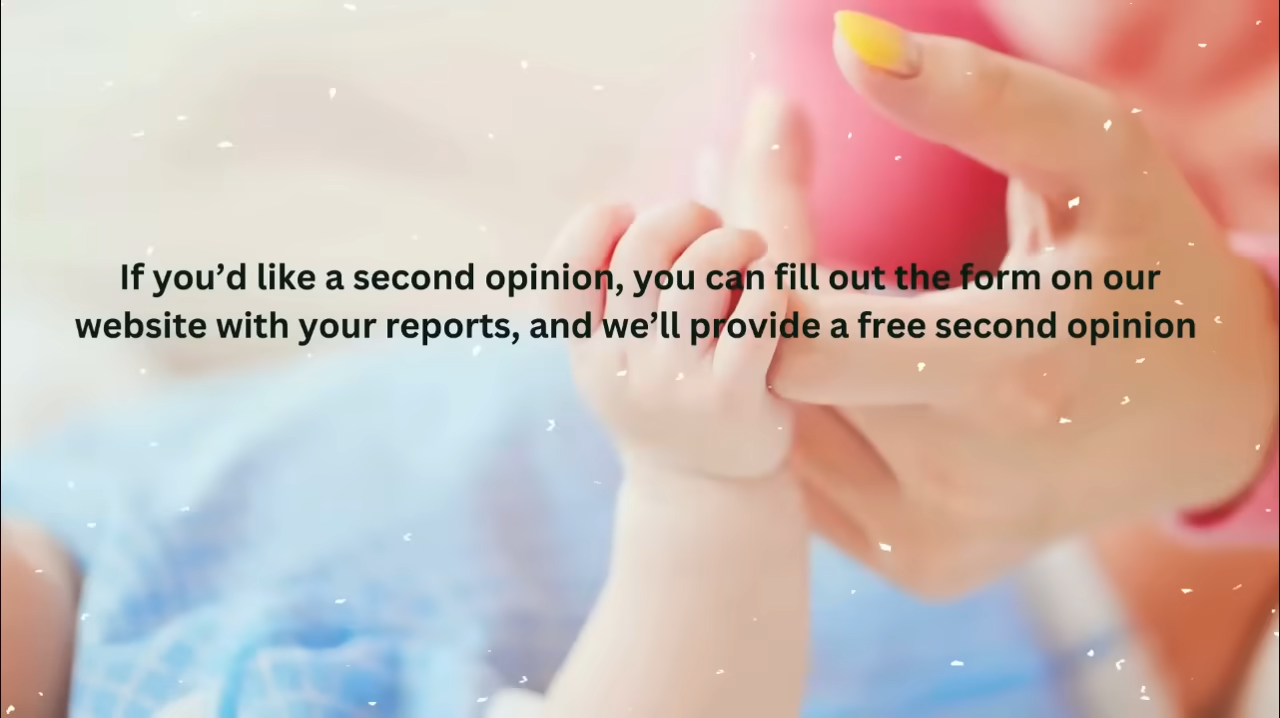 If you’d like a second opinion, you can fill out the form on our
website with your reports, and we’ll provide a free second opinion